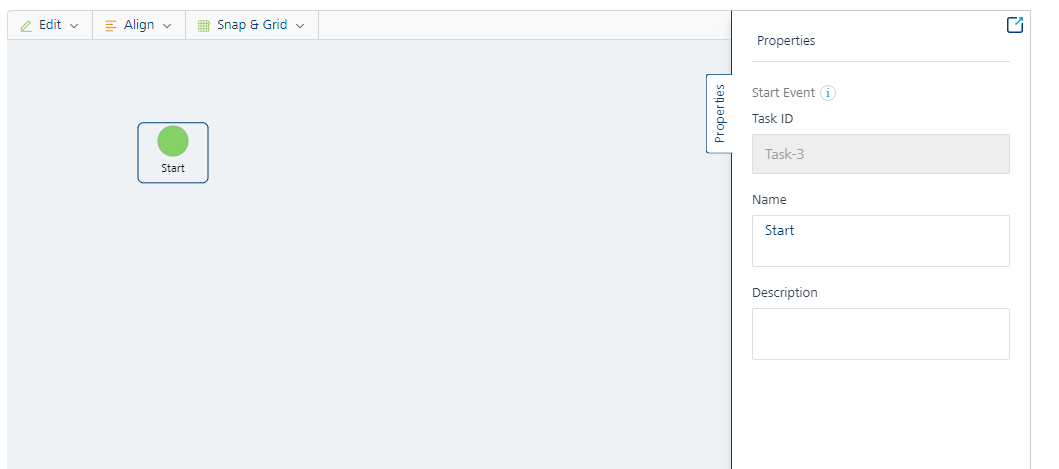 Edit
Align
Snap & Grid
Start
Properties
Properties
Start Event i
Task ID
Task-3
Name
Start
Description